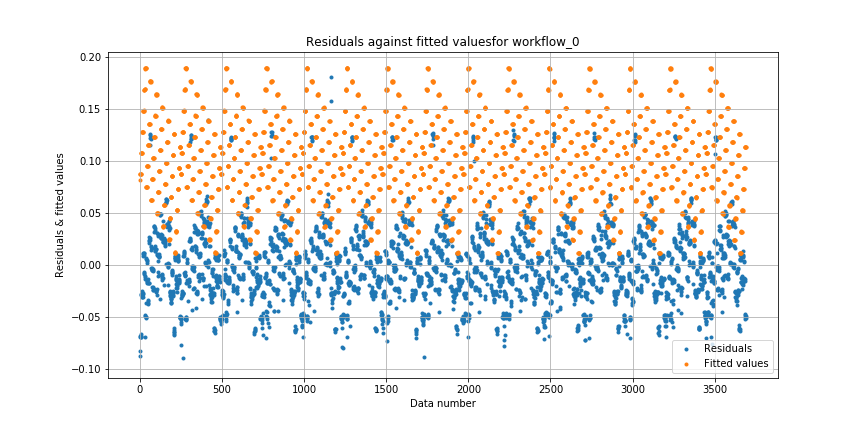 Residuals against fitted valuesfor workflow_0
Residuals & fitted values
0.20
0.15
0.10
0.05
0.00
−0.05
−0.10
0 500 1000 1500 2000 2500 3000 3500
Data number
Residuals
Fitted values